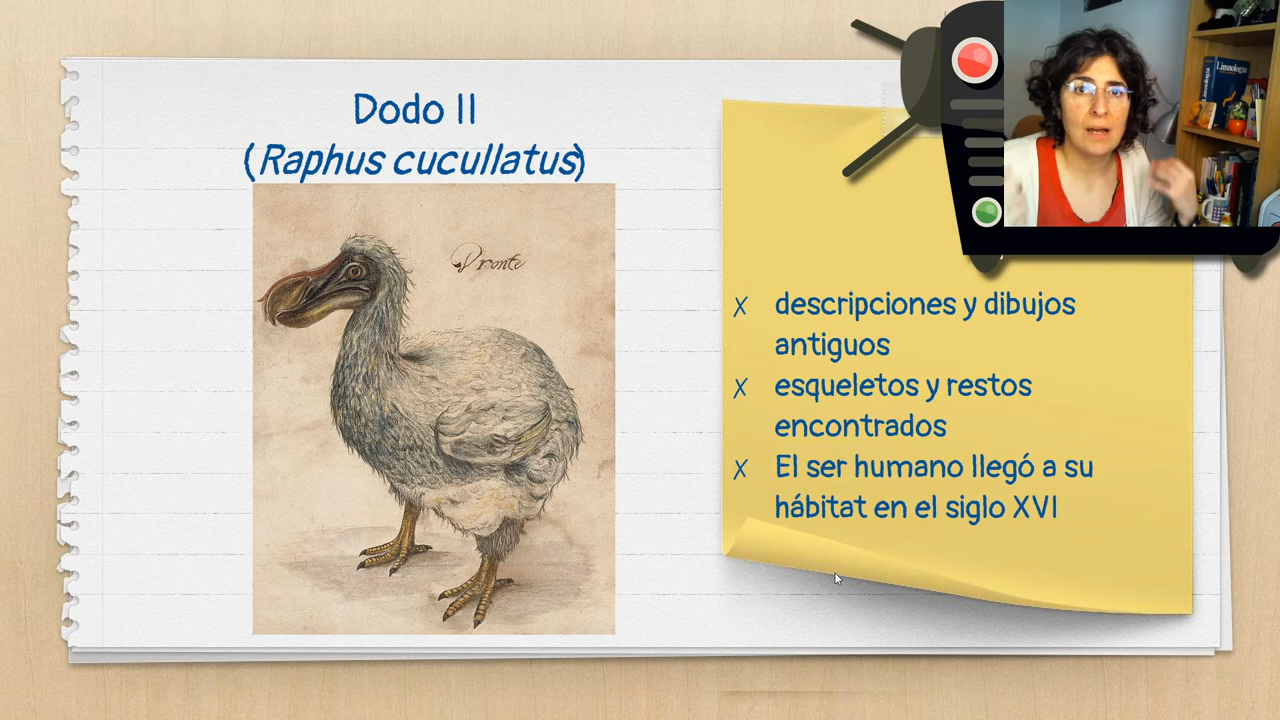 Dodo II
(Raphus cucullatus)
Dronte
X descripciones y dibujos
antiguos
X esqueletos y restos
encontrados
X El ser humano llegó a su
hábitat en el siglo XVI
Limnología